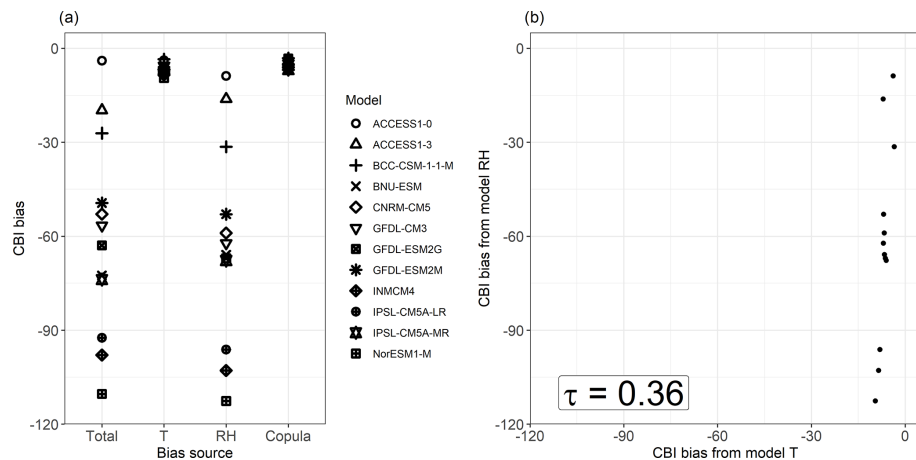 (a)
0
-30
-60
-90
-120
CBI bias
Total
T
RH
Copula
Bias source
Model
ACCESS1-0
ACCESS1-3
BCC-CSM-1-1-M
BNU-ESM
CNRM-CM5
GFDL-CM3
GFDL-ESM2G
GFDL-ESM2M
INMCM4
IPSL-CM5A-LR
IPSL-CM5A-MR
NorESM1-M
(b)
0
-30
-60
-90
-120
CBI bias from model RH
τ = 0.36
-120
-90
-60
-30
0
CBI bias from model T